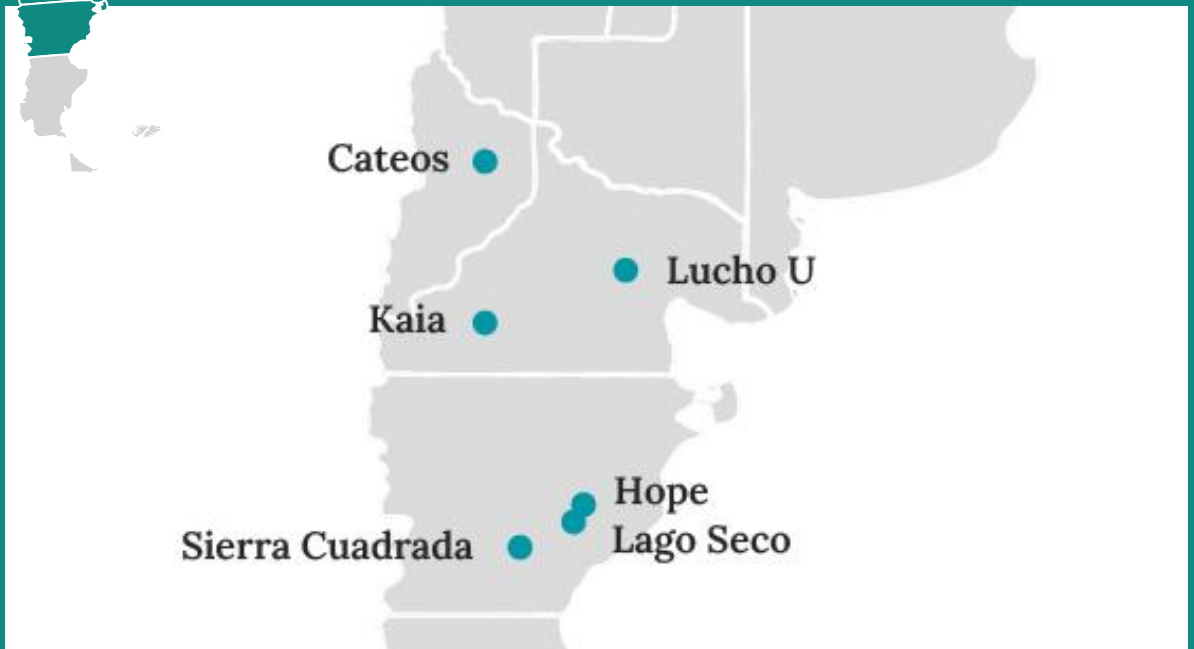 Cateos
Lucho U
Kaia
Hope
Sierra Cuadrada
Lago Seco